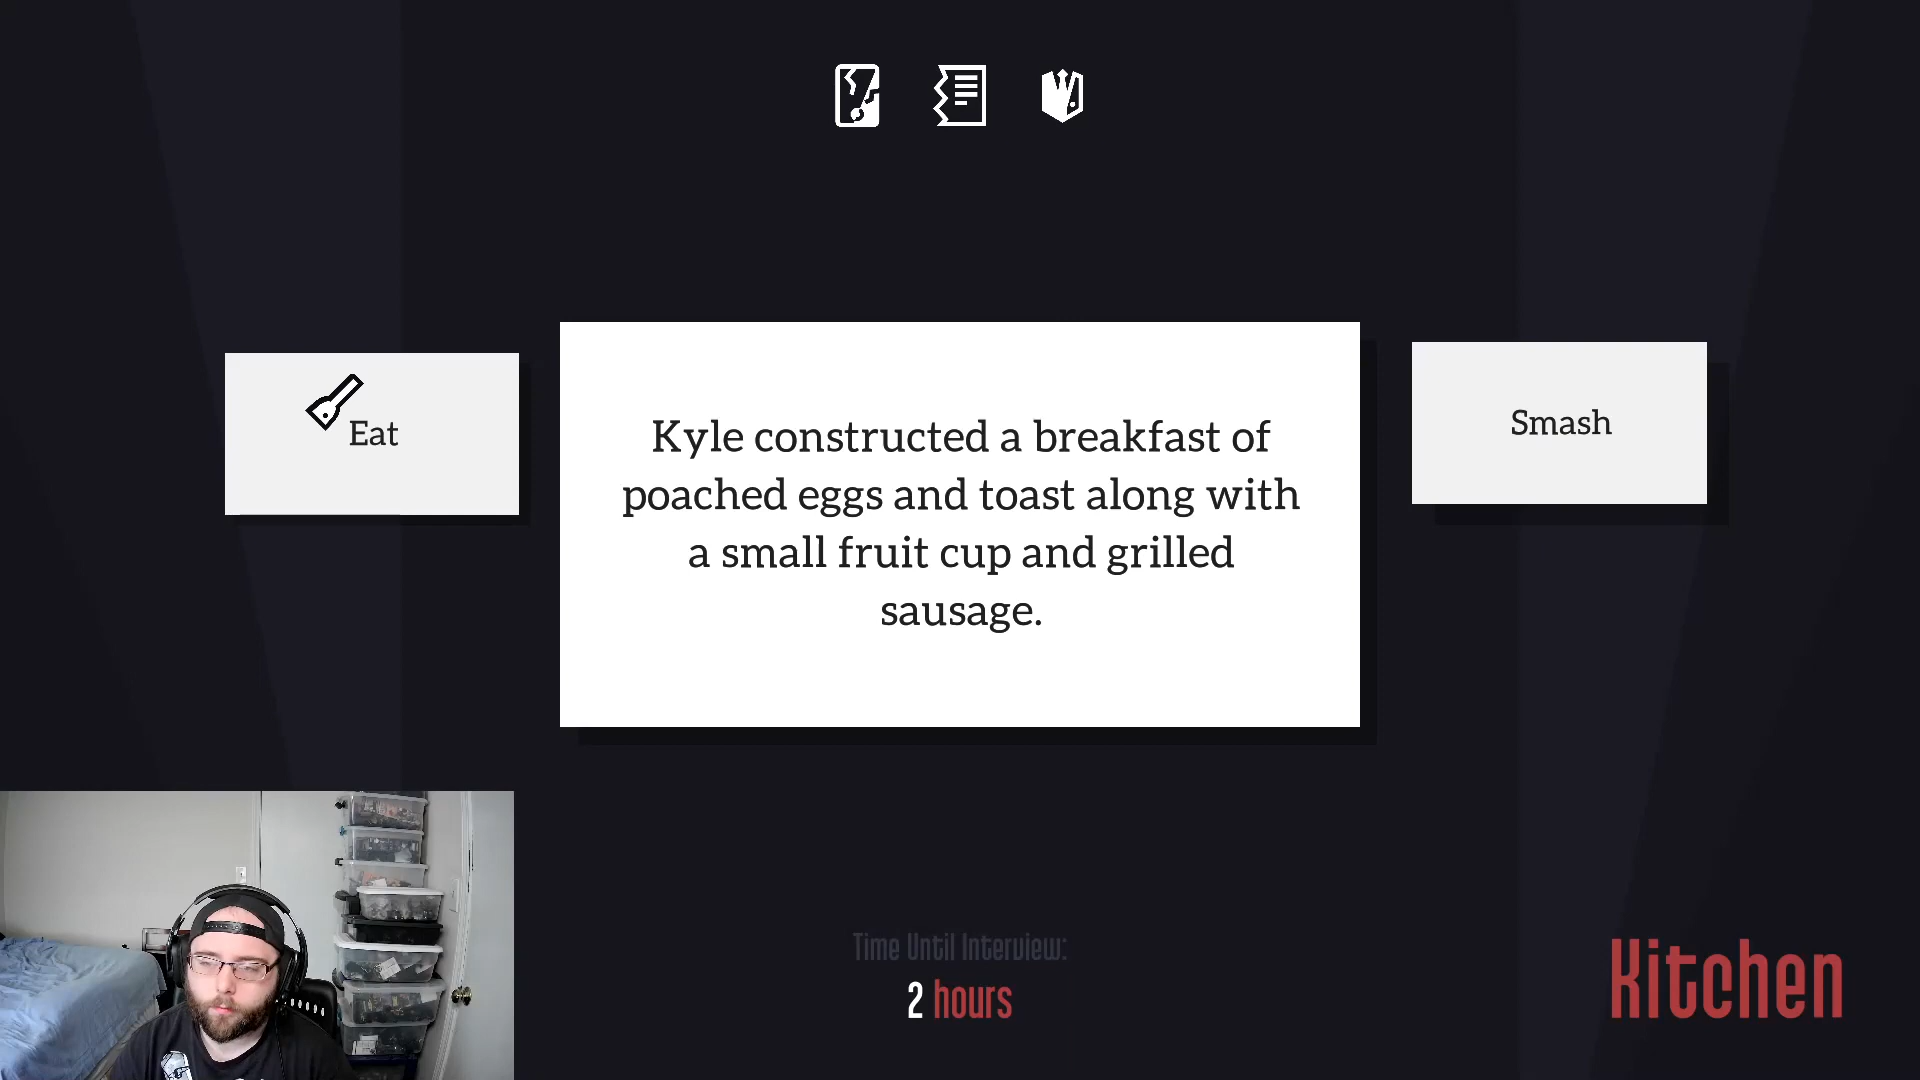 Eat
Kyle constructed a breakfast of
poached eggs and toast along with
a small fruit cup and grilled
sausage.
Smash
Time Until Interview:
2 hours
Kitchen